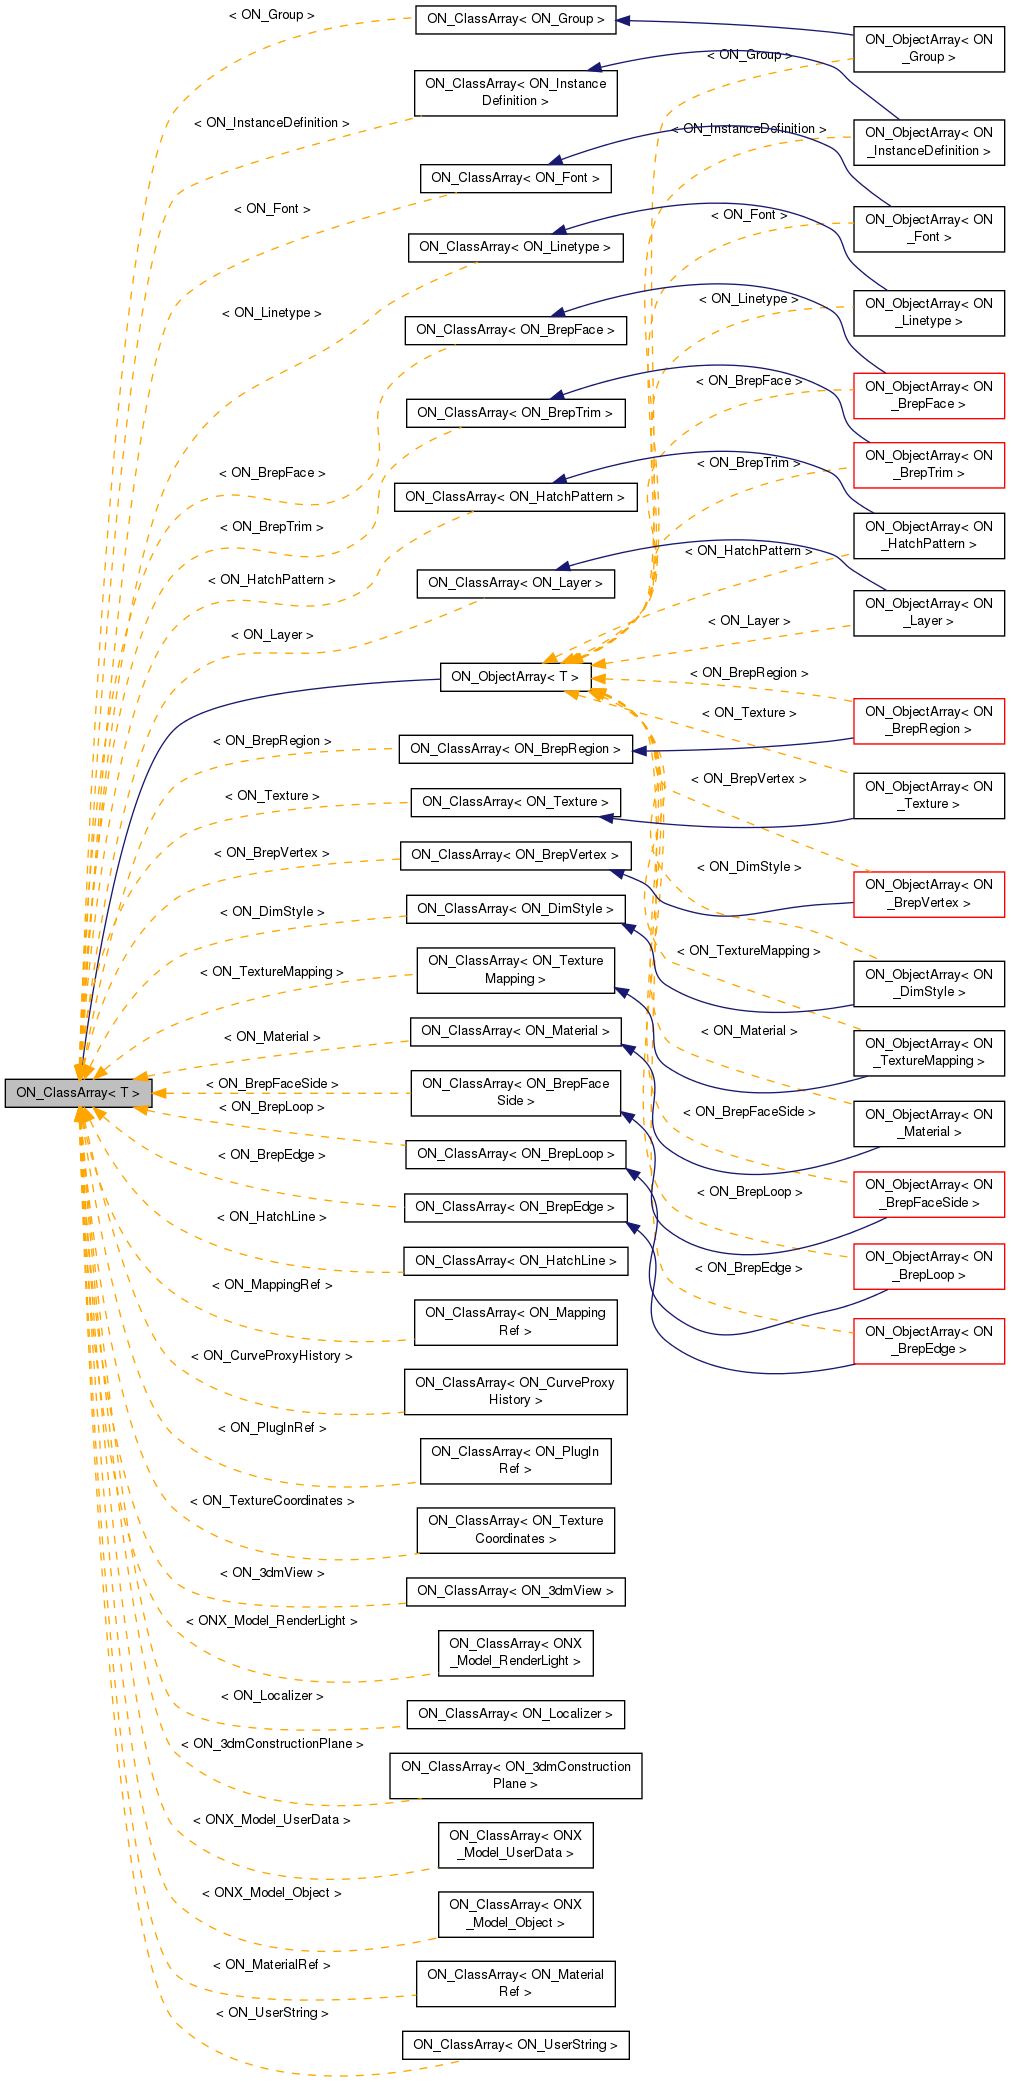 ON_ClassArray< T >
< ON_Group >
< ON_InstanceDefinition >
< ON_Font >
< ON_Linetype >
< ON_BrepFace >
< ON_BrepTrim >
< ON_HatchPattern >
< ON_Layer >
< ON_BrepRegion >
< ON_Texture >
< ON_BrepVertex >
< ON_DimStyle >
< ON_TextureMapping >
< ON_Material >
< ON_BrepFaceSide >
< ON_BrepLoop >
< ON_BrepEdge >
< ON_HatchLine >
< ON_MappingRef >
< ON_CurveProxyHistory >
< ON_PlugInRef >
< ON_TextureCoordinates >
< ON_3dmView >
< ONX_Model_RenderLight >
< ON_Localizer >
< ON_3dmConstructionPlane >
< ONX_Model_UserData >
< ONX_Model_Object >
< ON_MaterialRef >
< ON_UserString >
ON_ClassArray< ON_Group >
ON_ClassArray< ON_Instance
Definition >
ON_ClassArray< ON_Font >
ON_ClassArray< ON_Linetype >
ON_ClassArray< ON_BrepFace >
ON_ClassArray< ON_BrepTrim >
ON_ClassArray< ON_HatchPattern >
ON_ClassArray< ON_Layer >
ON_ObjectArray< T >
ON_ClassArray< ON_BrepRegion >
ON_ClassArray< ON_Texture >
ON_ClassArray< ON_BrepVertex >
ON_ClassArray< ON_DimStyle >
ON_ClassArray< ON_Texture
Mapping >
ON_ClassArray< ON_Material >
ON_ClassArray< ON_BrepFace
Side >
ON_ClassArray< ON_BrepLoop >
ON_ClassArray< ON_BrepEdge >
ON_ClassArray< ON_HatchLine >
ON_ClassArray< ON_Mapping
Ref >
ON_ClassArray< ON_CurveProxy
History >
ON_ClassArray< ON_PlugIn
Ref >
ON_ClassArray< ON_Texture
Coordinates >
ON_ClassArray< ON_3dmView >
ON_ClassArray< ONX
_Model_RenderLight >
ON_ClassArray< ON_Localizer >
ON_ClassArray< ON_3dmConstruction
Plane >
ON_ClassArray< ONX
_Model_UserData >
ON_ClassArray< ONX
_Model_Object >
ON_ClassArray< ON_Material
Ref >
ON_ClassArray< ON_UserString >
< ON_Group >
< ON_InstanceDefinition >
< ON_Font >
< ON_Linetype >
< ON_BrepFace >
< ON_BrepTrim >
< ON_HatchPattern >
< ON_Layer >
< ON_BrepRegion >
< ON_Texture >
< ON_BrepVertex >
< ON_DimStyle >
< ON_TextureMapping >
< ON_Material >
< ON_BrepFaceSide >
< ON_BrepLoop >
< ON_BrepEdge >
ON_ObjectArray< ON
_Group >
ON_ObjectArray< ON
_InstanceDefinition >
ON_ObjectArray< ON
_Font >
ON_ObjectArray< ON
_Linetype >
ON_ObjectArray< ON
_BrepFace >
ON_ObjectArray< ON
_BrepTrim >
ON_ObjectArray< ON
_HatchPattern >
ON_ObjectArray< ON
_Layer >
ON_ObjectArray< ON
_BrepRegion >
ON_ObjectArray< ON
_Texture >
ON_ObjectArray< ON
_BrepVertex >
ON_ObjectArray< ON
_DimStyle >
ON_ObjectArray< ON
_TextureMapping >
ON_ObjectArray< ON
_Material >
ON_ObjectArray< ON
_BrepFaceSide >
ON_ObjectArray< ON
_BrepLoop >
ON_ObjectArray< ON
_BrepEdge >